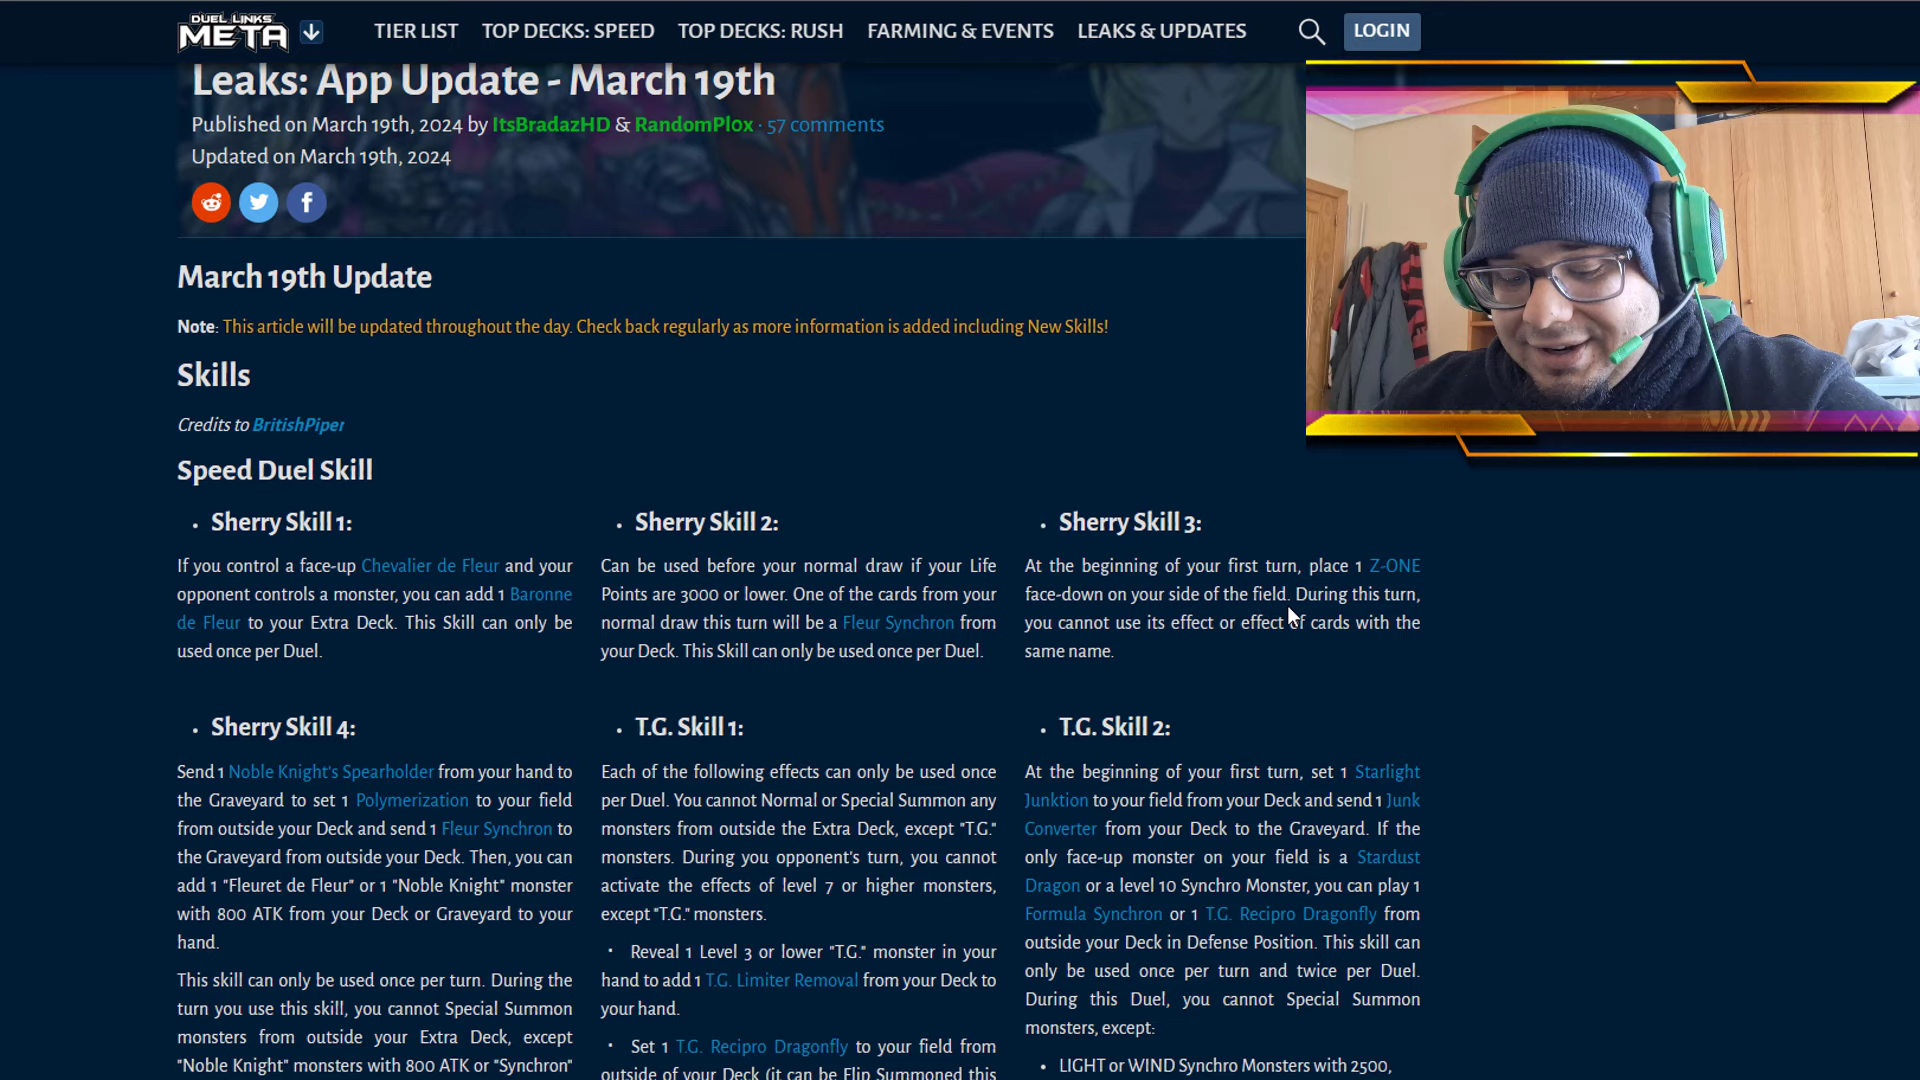 DUEL LINKS
META
TIER LIST
TOP DECKS: SPEED
TOP DECKS: RUSH
FARMING & EVENTS
LEAKS & UPDATES
LOGIN
Leaks: App Update - March 19th
Published on March 19th, 2024 by ItsBradazHD & RandomPl0x · 57 comments
Updated on March 19th, 2024
March 19th Update
Note: This article will be updated throughout the day. Check back regularly as more information is added including New Skills!
Skills
Credits to BritishPiper
Speed Duel Skill
• Sherry Skill 1:
If you control a face-up Chevalier de Fleur and your
opponent controls a monster, you can add 1 Baronne
de Fleur to your Extra Deck. This Skill can only be
used once per Duel.
• Sherry Skill 2:
Can be used before your normal draw if your Life
Points are 3000 or lower. One of the cards from your
normal draw this turn will be a Fleur Synchron from
your Deck. This Skill can only be used once per Duel.
• Sherry Skill 3:
At the beginning of your first turn, place 1 Z-ONE
face-down on your side of the field. During this turn,
you cannot use its effect or effect of cards with the
same name.
• Sherry Skill 4:
Send 1 Noble Knight's Spearholder from your hand to
the Graveyard to set 1 Polymerization to your field
from outside your Deck and send 1 Fleur Synchron to
the Graveyard from outside your Deck. Then, you can
add 1 "Fleuret de Fleur" or 1 "Noble Knight" monster
with 800 ATK from your Deck or Graveyard to your
hand.
This skill can only be used once per turn. During the
turn you use this skill, you cannot Special Summon
monsters from outside your Extra Deck, except
"Noble Knight" monsters with 800 ATK or "Synchron"
• T.G. Skill 1:
Each of the following effects can only be used once
per Duel. You cannot Normal or Special Summon any
monsters from outside the Extra Deck, except "T.G."
monsters. During you opponent's turn, you cannot
activate the effects of level 7 or higher monsters,
except "T.G." monsters.
• Reveal 1 Level 3 or lower "T.G." monster in your
hand to add 1 T.G. Limiter Removal from your Deck to
your hand.
• Set 1 T.G. Recipro Dragonfly to your field from
outside of your Deck (it can be Flip Summoned this
• T.G. Skill 2:
At the beginning of your first turn, set 1 Starlight
Junktion to your field from your Deck and send 1 Junk
Converter from your Deck to the Graveyard. If the
only face-up monster on your field is a Stardust
Dragon or a level 10 Synchro Monster, you can play 1
Formula Synchron or 1 T.G. Recipro Dragonfly from
outside your Deck in Defense Position. This skill can
only be used once per turn and twice per Duel.
During this Duel, you cannot Special Summon
monsters, except:
• LIGHT or WIND Synchro Monsters with 2500,